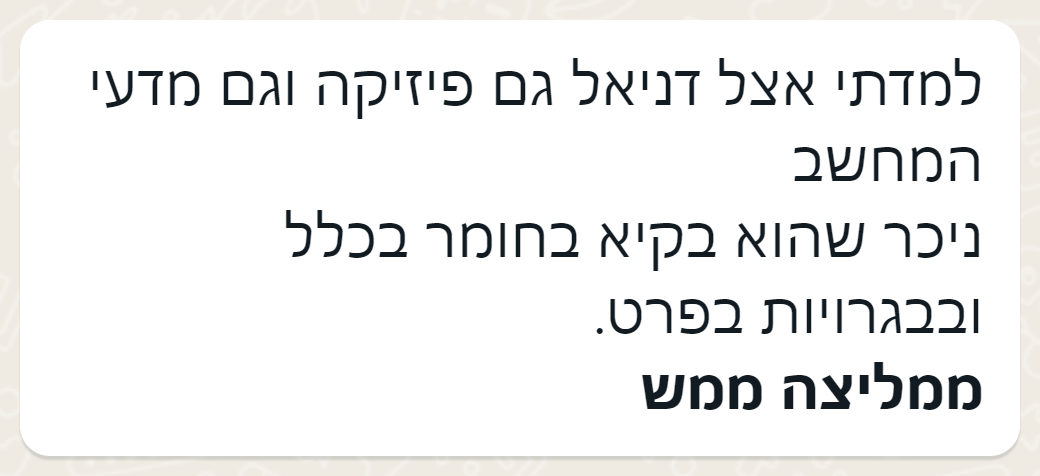 למדתי אצל דניאל גם פיזיקה וגם מדעי
המחשב
ניכר שהוא בקיא בחומר בכלל
ובבגרויות בפרט.
ממליצה ממש